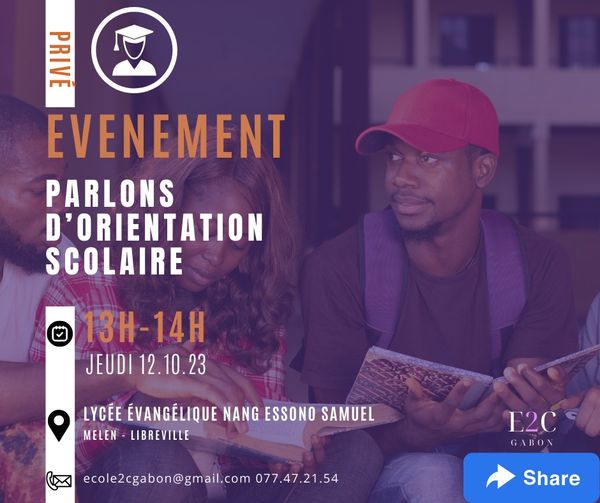 PRIVÉ
EVENEMENT
PARLONS
D'ORIENTATION
SCOLAIRE
13H-14H
JEUDI 12.10.23
LYCÉE ÉVANGÉLIQUE NANG ESSONO SAMUEL
MELEN - LIBREVILLE
ecole2cgabon@gmail.com 077.47.21.54
E2C
GABON
Share